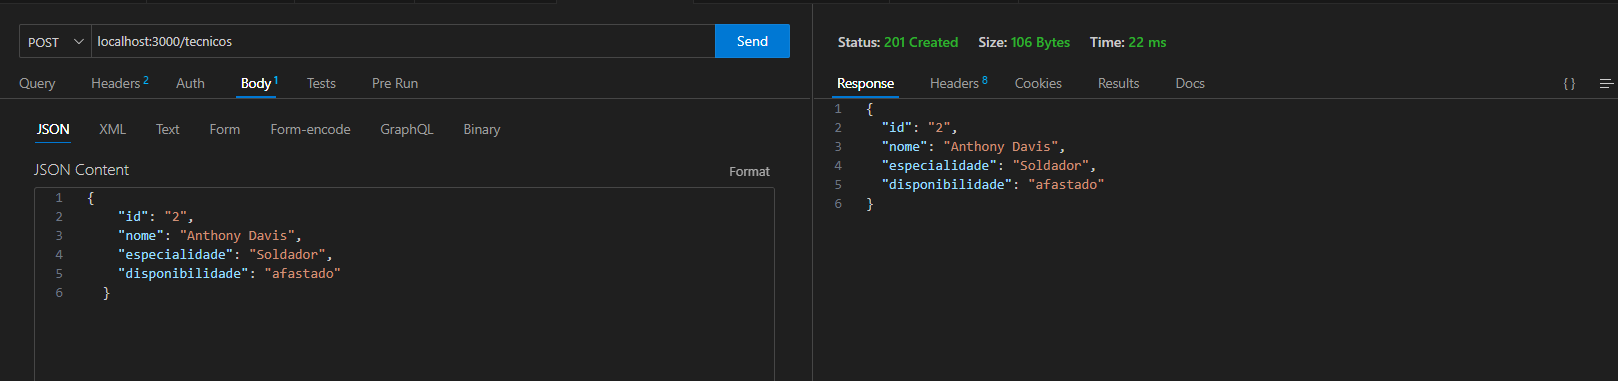 POST localhost:3000/tecnicos Send
Query Headers 2 Auth Body 1 Tests Pre Run
JSON XML Text Form Form-encode GraphQL Binary
JSON Content Format
1 {
2 "id": "2",
3 "nome": "Anthony Davis",
4 "especialidade": "Soldador",
5 "disponibilidade": "afastado"
6 }
Status: 201 Created Size: 106 Bytes Time: 22 ms
Response Headers 8 Cookies Results Docs { }
1 {
2 "id": "2",
3 "nome": "Anthony Davis",
4 "especialidade": "Soldador",
5 "disponibilidade": "afastado"
6 }